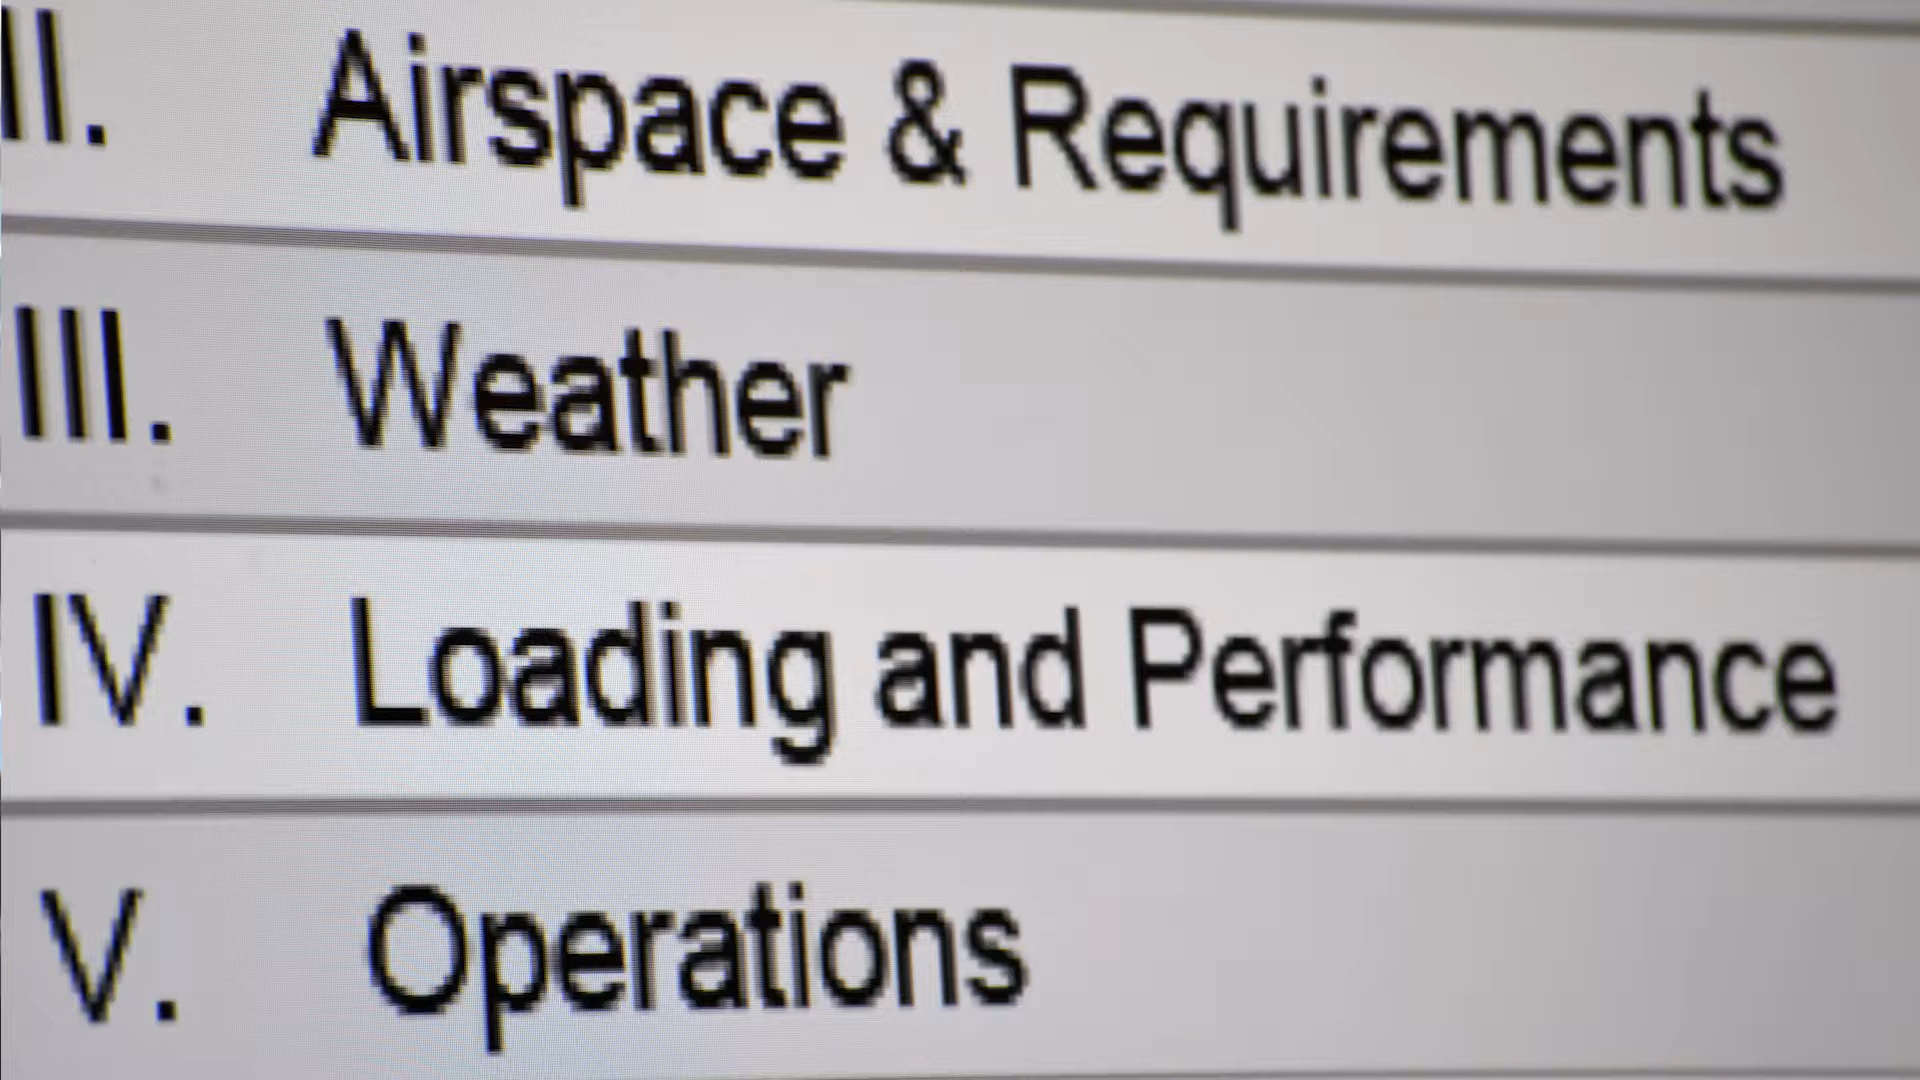 II. Airspace & Requirements
III. Weather
IV. Loading and Performance
V. Operations